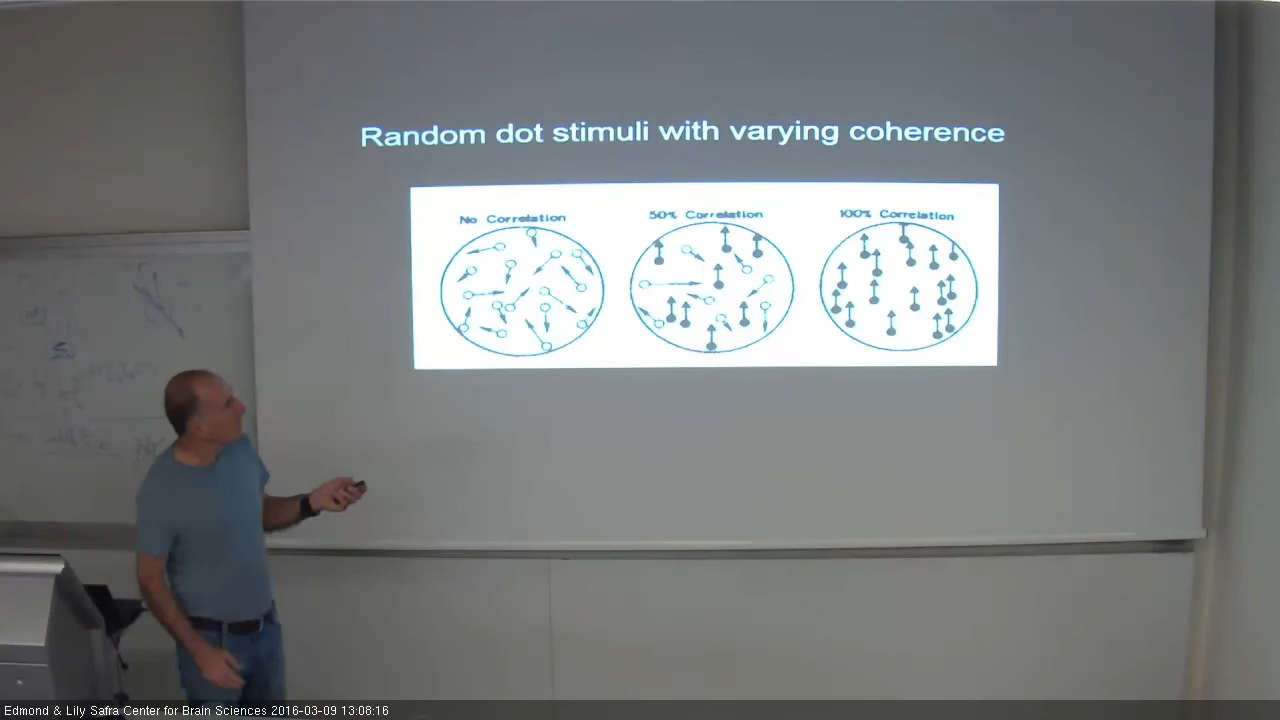 Random dot stimuli with varying coherence
No Correlation
50% Correlation
100% Correlation
Edmond & Lily Safra Center for Brain Sciences 2016-03-09 13:08:16